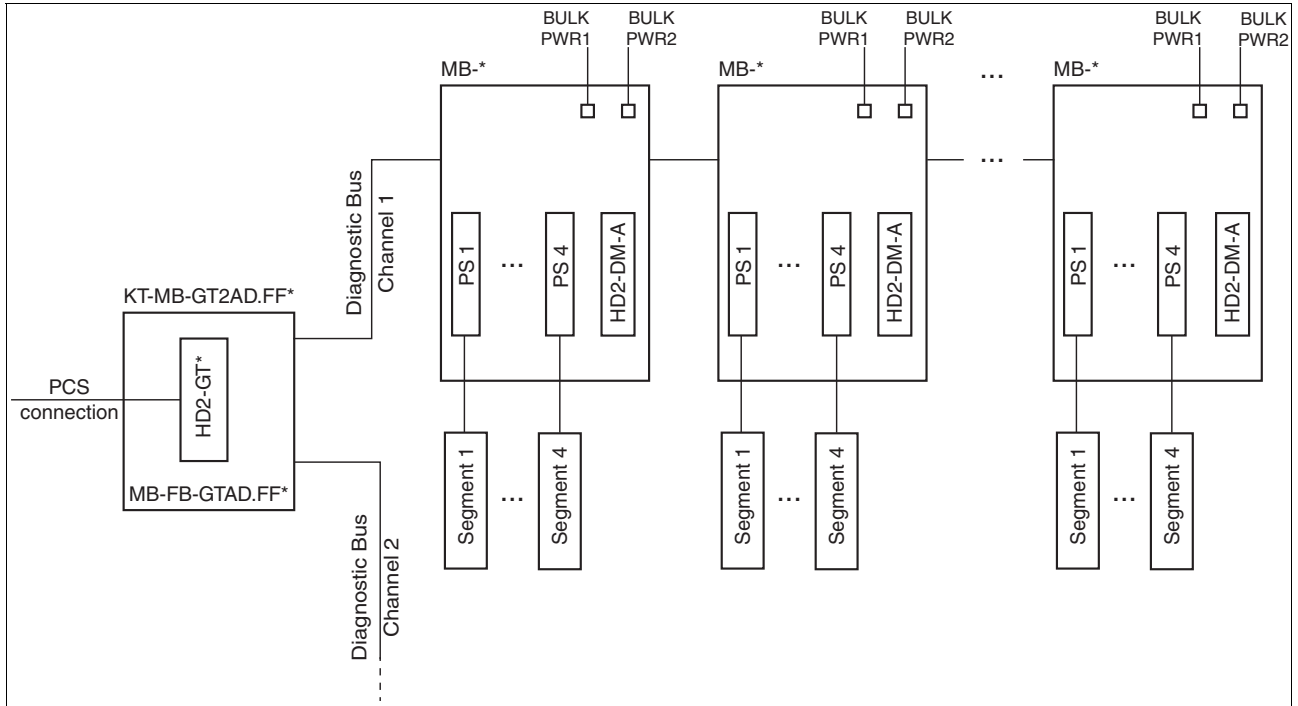 BULK
PWR1
BULK
PWR2
BULK
PWR1
BULK
PWR2
BULK
PWR1
BULK
PWR2
MB-*
MB-*
...
MB-*
...
Diagnostic Bus
Channel 1
PS 1
...
PS 4
HD2-DM-A
PS 1
...
PS 4
HD2-DM-A
PS 1
...
PS 4
HD2-DM-A
KT-MB-GT2AD.FF*
HD2-GT*
PCS
connection
MB-FB-GTAD.FF*
Segment 1
...
Segment 4
Segment 1
...
Segment 4
Segment 1
...
Segment 4
Diagnostic Bus
Channel 2